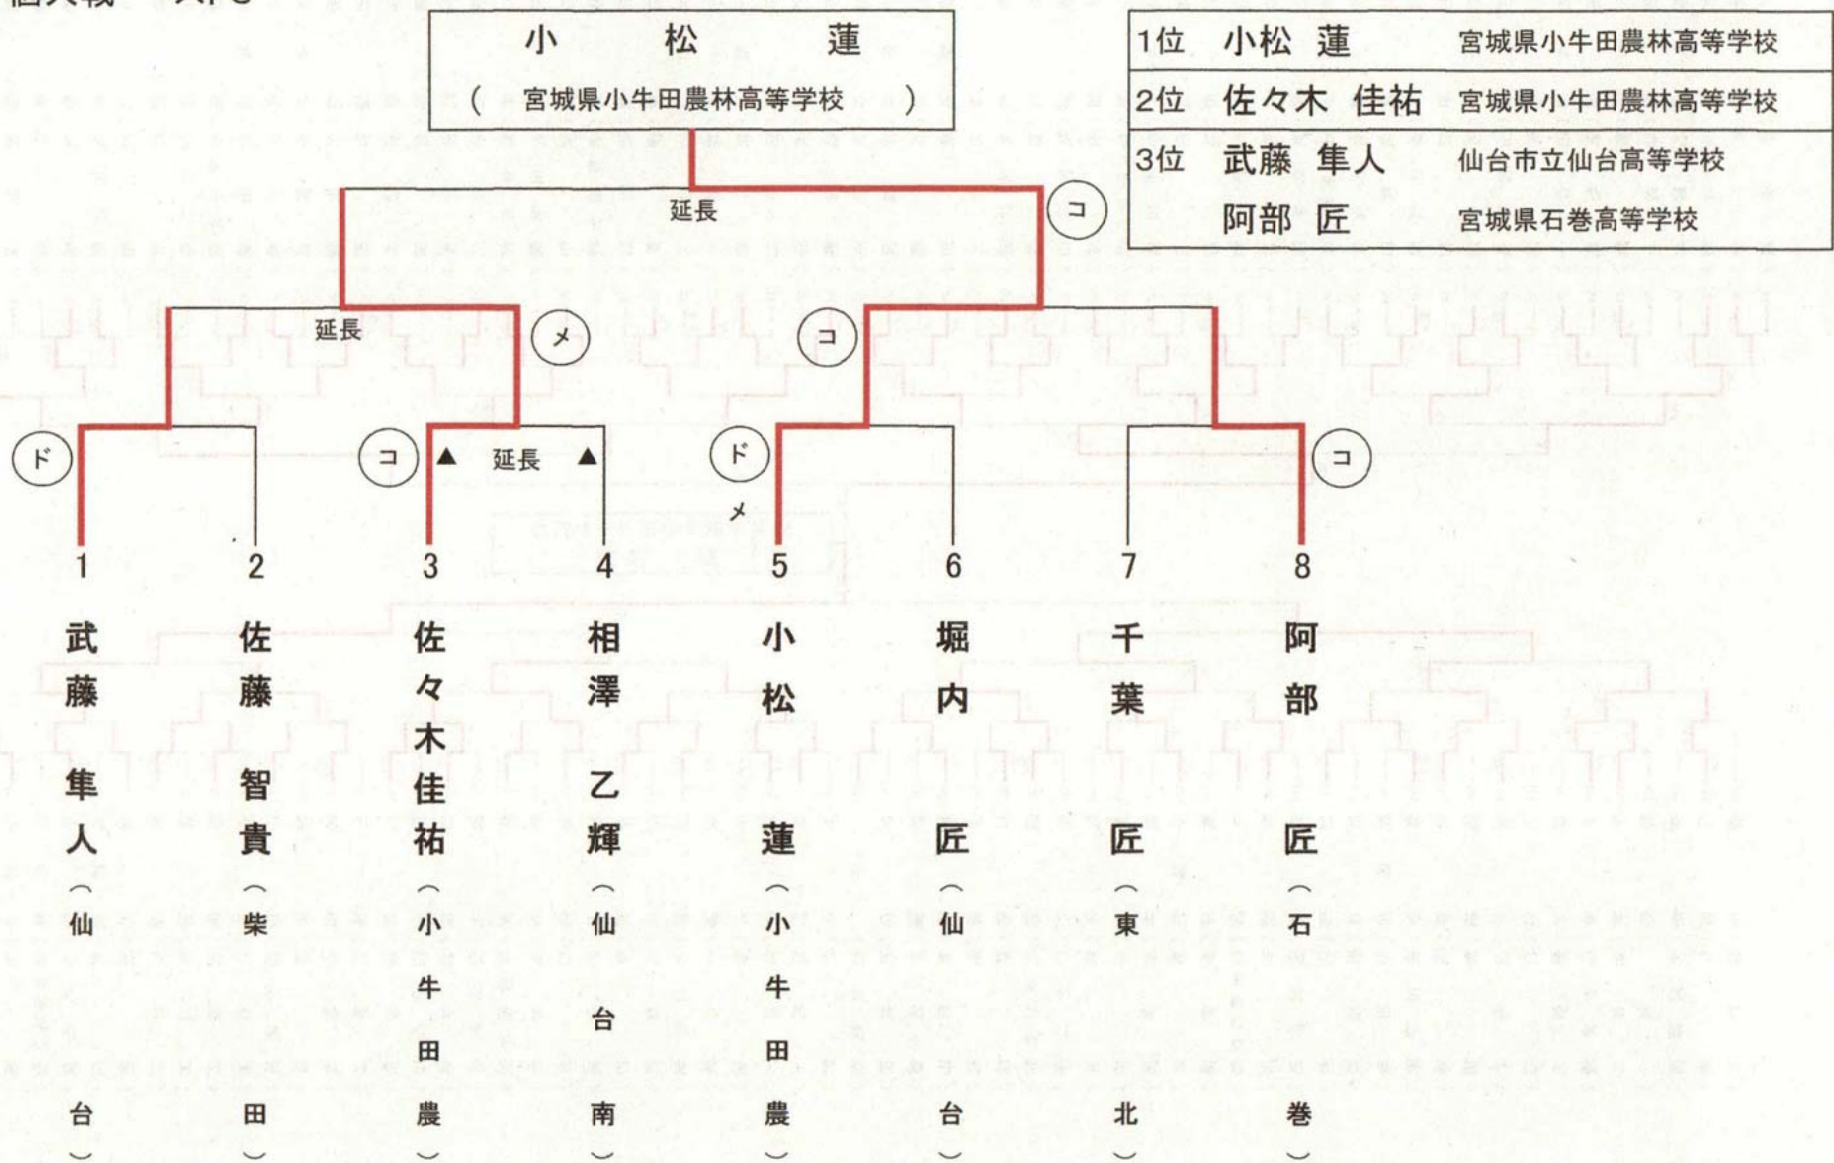 小松蓮
(宮城県小牛田農林高等学校)
1位 小松 蓮 宮城県小牛田農林高等学校
2位 佐々木 佳祐 宮城県小牛田農林高等学校
3位 武藤 隼人 仙台市立仙台高等学校
阿部 匠 宮城県石巻高等学校
延長
コ
延長
メ
コ
ド
コ
▲ 延長 ▲
ド
メ
コ
1
2
3
4
5
6
7
8
武藤隼人(仙台)
佐藤智貴(柴田)
佐々木佳祐(小牛田農)
相澤乙輝(仙台南)
小松蓮(小牛田農)
堀内匠(仙台)
千葉匠(東北)
阿部匠(石巻)